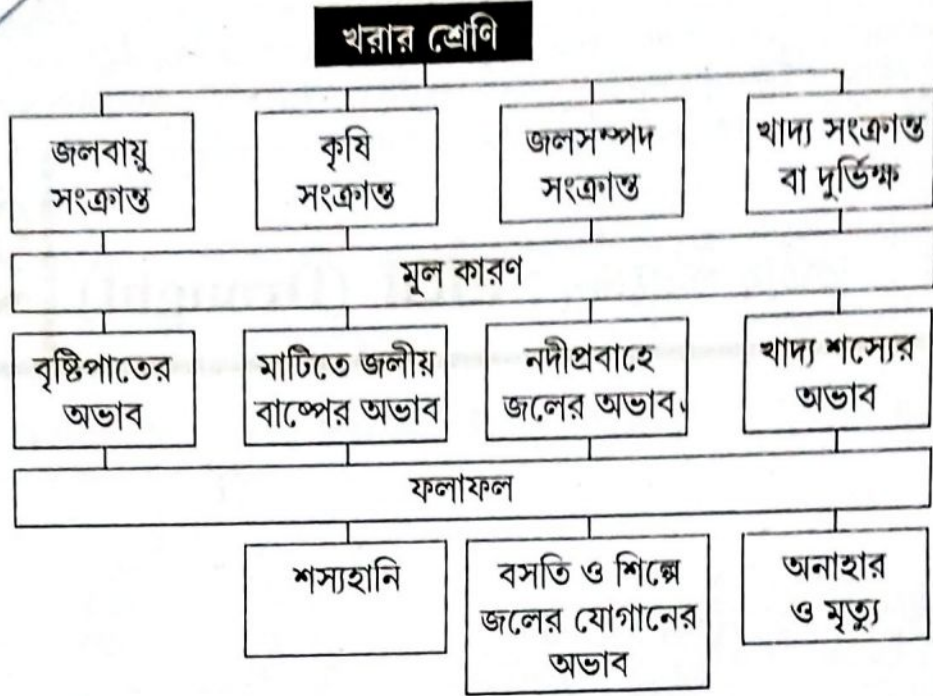 খরার শ্রেণি
জলবায়ু
সংক্রান্ত
কৃষি
সংক্রান্ত
জলসম্পদ
সংক্রান্ত
খাদ্য সংক্রান্ত
বা দুর্ভিক্ষ
মূল কারণ
বৃষ্টিপাতের
অভাব
মাটিতে জলীয়
বাষ্পের অভাব
নদীপ্রবাহে
জলের অভাব
খাদ্য শস্যের
অভাব
ফলাফল
শস্যহানি
বসতি ও শিল্পে
জলের যোগানের
অভাব
অনাহার
ও মৃত্যু